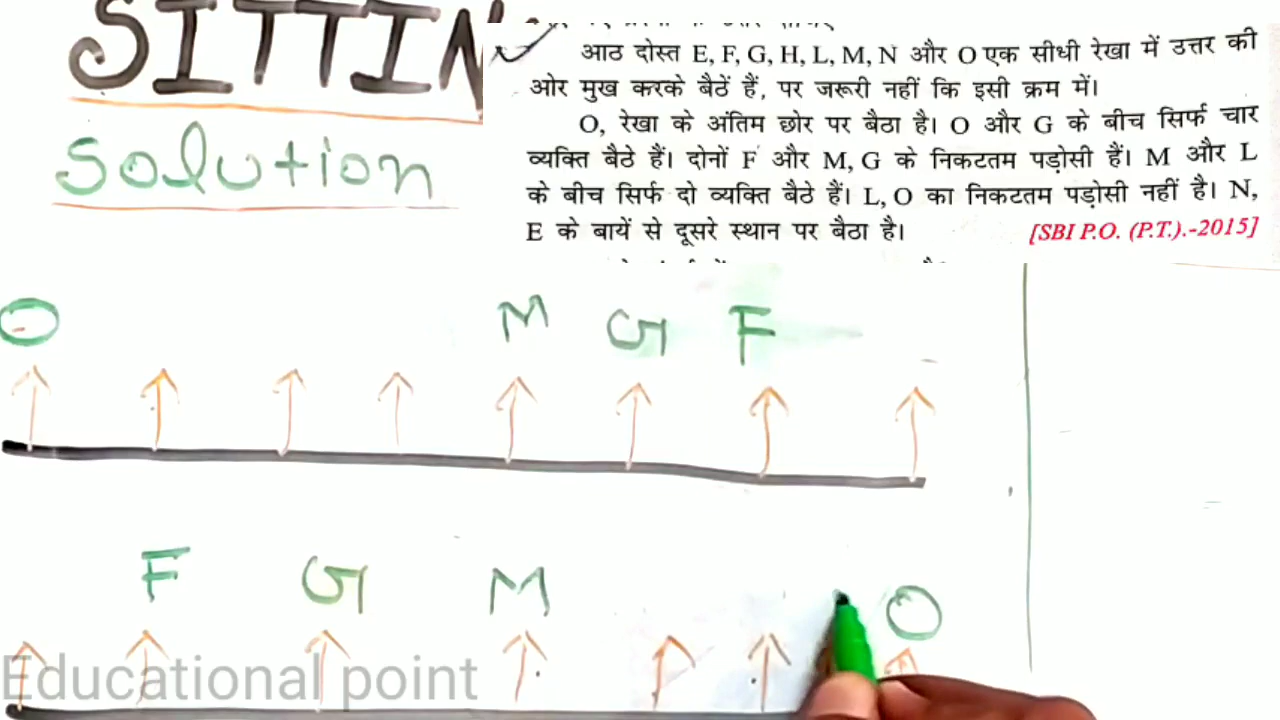 SITTIN
Solution
आठ दोस्त E, F, G, H, L, M, N और O एक सीधी रेखा में उत्तर की
ओर मुख करके बैठें हैं, पर जरूरी नहीं कि इसी क्रम में।
O, रेखा के अंतिम छोर पर बैठा है। O और G के बीच सिर्फ चार
व्यक्ति बैठे हैं। दोनों F और M, G के निकटतम पड़ोसी हैं। M और L
के बीच सिर्फ दो व्यक्ति बैठे हैं। L, O का निकटतम पड़ोसी नहीं है। N,
E के बायें से दूसरे स्थान पर बैठा है।
[SBI P.O. (P.T.).-2015]
O M G F
F G M O
Educational point